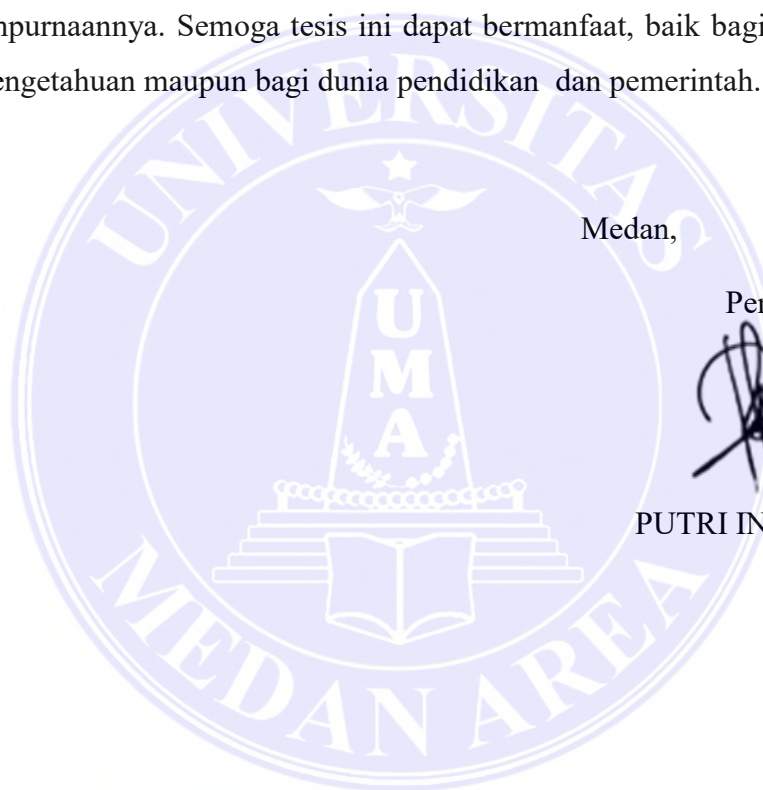 purnaannya. Semoga tesis ini dapat bermanfaat, baik bagi
engetahuan maupun bagi dunia pendidikan dan pemerintah.
UNIVERSITAS
Medan,
Pe
U
M
A
PUTRI IN
MEDAN AREA